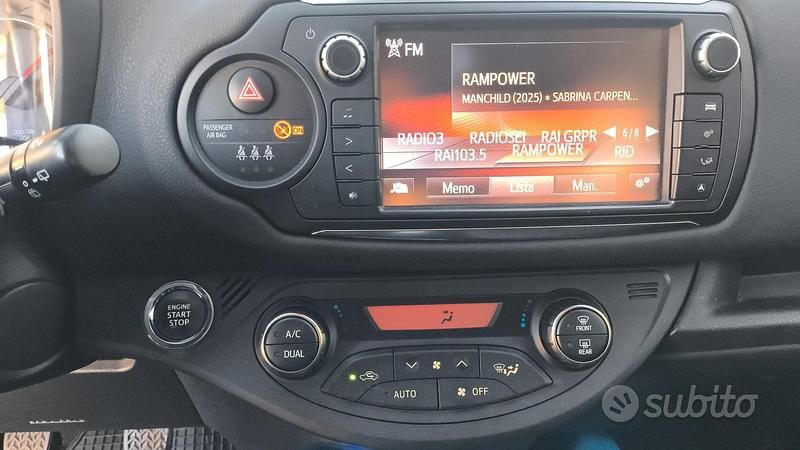 FM
RAMPOWER
MANCHILD (2025) * SABRINA CARPEN...
RADIO3 RADIOSEI RAI GRPR 6/8
RAI103.5 RAMPOWER RID
Memo Lista Man.
PASSENGER
AIR BAG
ON
ENGINE
START
STOP
A/C
DUAL
AUTO
OFF
FRONT
REAR
subito